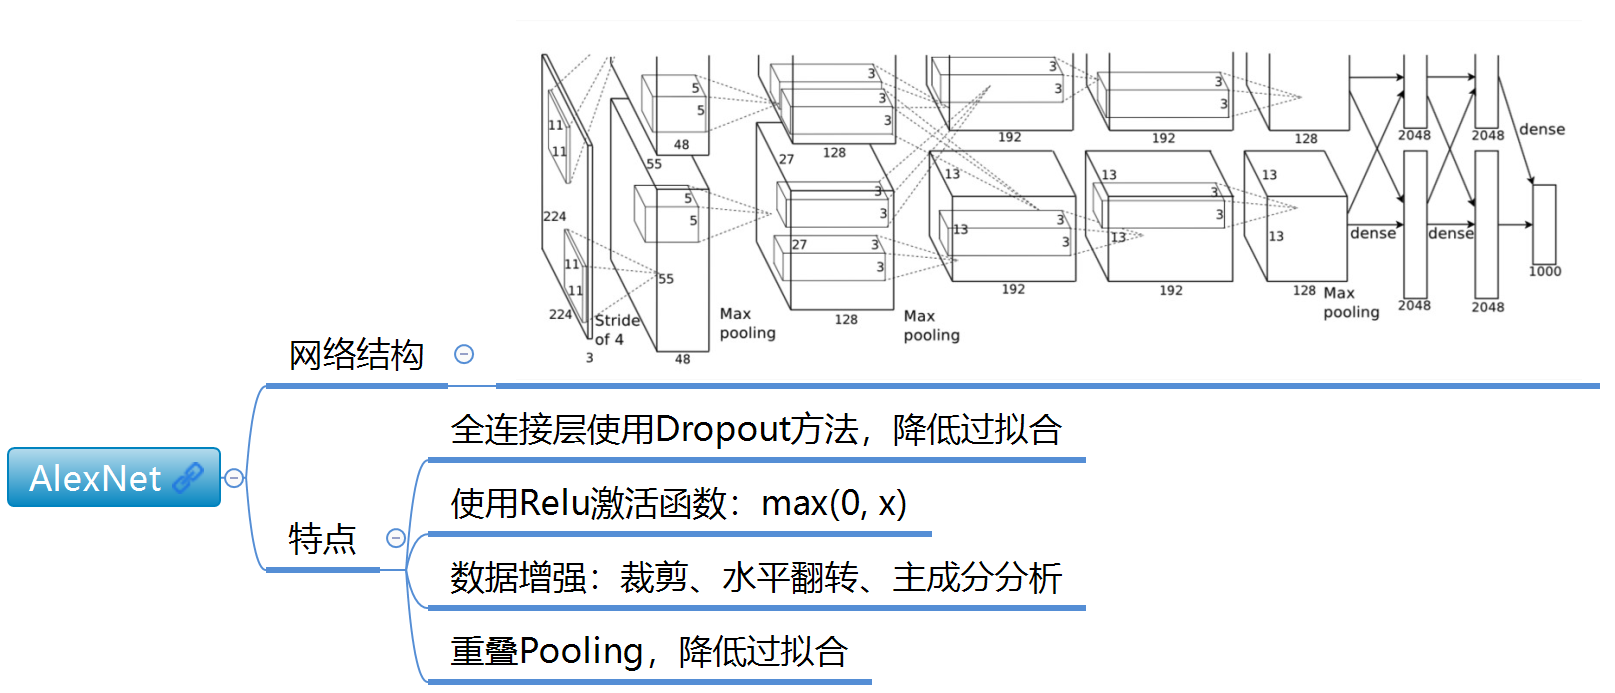 11
11
224
11
11
224
3
Stride
of 4
5
5
48
55
5
5
55
48
Max
pooling
3
3
3
128
27
3
3
27
3
3
128
Max
pooling
3
3
192
13
3
13
3
192
3
3
192
13
3
3
13
192
128
13
13
128
Max
pooling
2048
2048
dense
dense
dense
2048
2048
1000
网络结构
AlexNet
特点
全连接层使用Dropout方法，降低过拟合
使用Relu激活函数：max(0, x)
数据增强：裁剪、水平翻转、主成分分析
重叠Pooling，降低过拟合